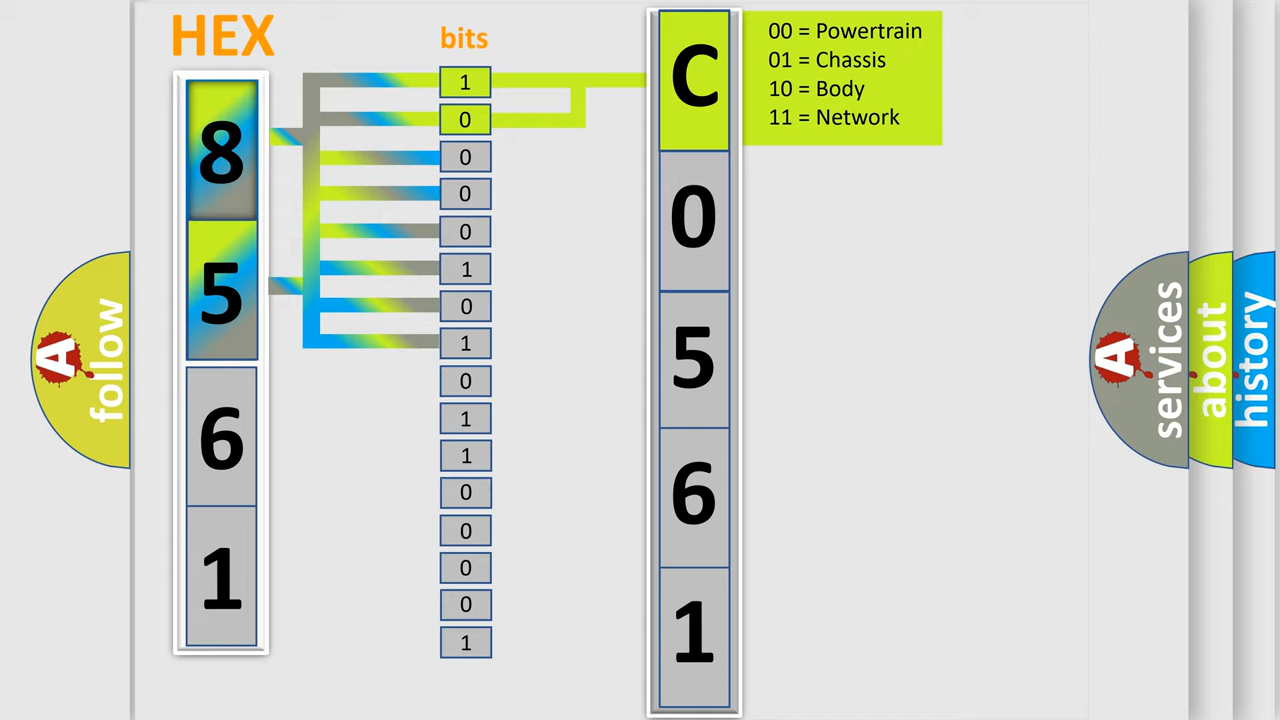 HEX
bits
8
5
6
1
1
0
0
0
0
1
0
1
0
1
1
0
0
0
0
1
C
0
5
6
1
00 = Powertrain
01 = Chassis
10 = Body
11 = Network
A
follow
A
services
about
history